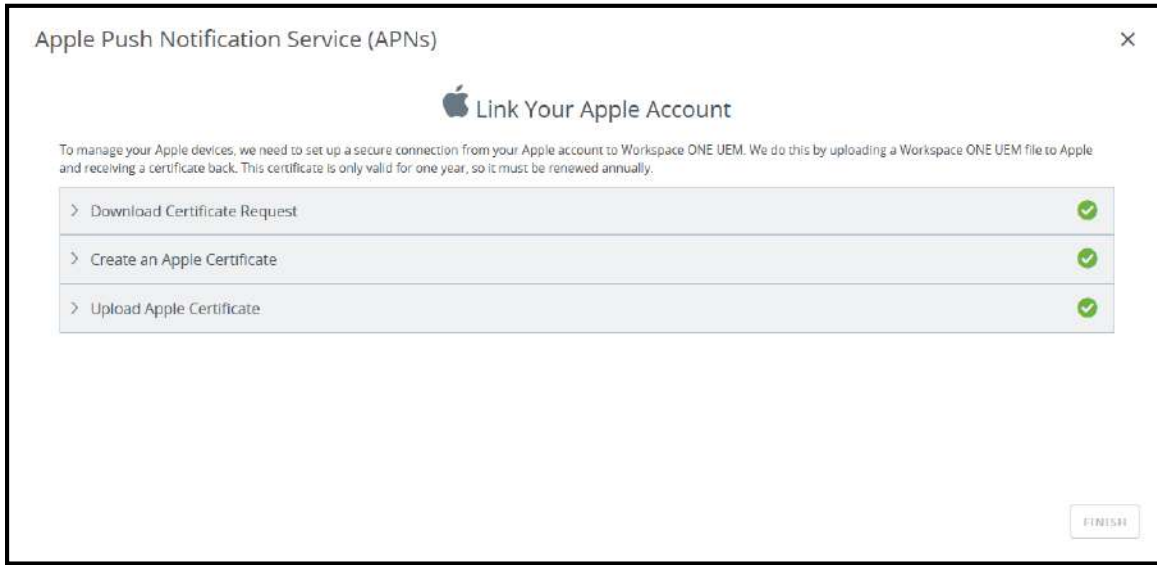 Apple Push Notification Service (APNs)
Link Your Apple Account
To manage your Apple devices, we need to set up a secure connection from your Apple account to Workspace ONE UEM. We do this by uploading a Workspace ONE UEM file to Apple
and receiving a certificate back. This certificate is only valid for one year, so it must be renewed annually.
Download Certificate Request
Create an Apple Certificate
Upload Apple Certificate
FINISH